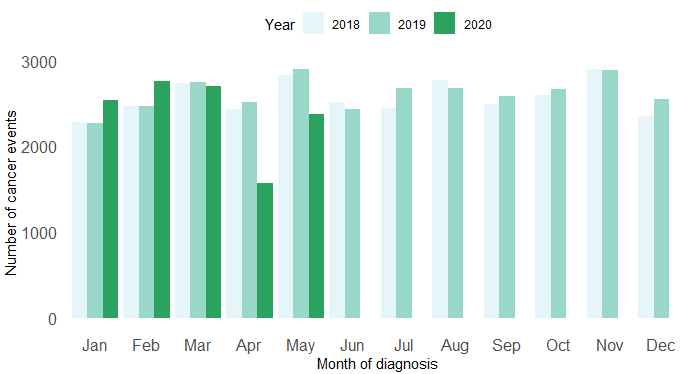 Year 2018 2019 2020
3000
2000
1000
0
Number of cancer events
Jan Feb Mar Apr May Jun Jul Aug Sep Oct Nov Dec
Month of diagnosis